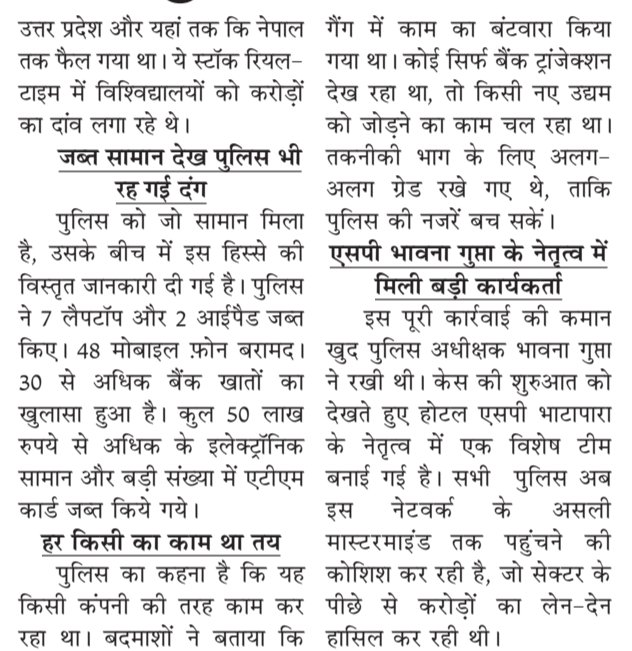 उत्तर प्रदेश और यहां तक कि नेपाल
तक फैल गया था। ये स्टॉक रियल-
टाइम में विश्विद्यालयों को करोड़ों
का दांव लगा रहे थे।
जब्त सामान देख पुलिस भी
रह गई दंग
पुलिस को जो सामान मिला
है, उसके बीच में इस हिस्से की
विस्तृत जानकारी दी गई है। पुलिस
ने 7 लैपटॉप और 2 आईपैड जब्त
किए। 48 मोबाइल फ़ोन बरामद।
30 से अधिक बैंक खातों का
खुलासा हुआ है। कुल 50 लाख
रुपये से अधिक के इलेक्ट्रॉनिक
सामान और बड़ी संख्या में एटीएम
कार्ड जब्त किये गये।
हर किसी का काम था तय
पुलिस का कहना है कि यह
किसी कंपनी की तरह काम कर
रहा था। बदमाशों ने बताया कि
गैंग में काम का बंटवारा किया
गया था। कोई सिर्फ बैंक ट्रांजेक्शन
देख रहा था, तो किसी नए उद्यम
को जोड़ने का काम चल रहा था।
तकनीकी भाग के लिए अलग-
अलग ग्रेड रखे गए थे, ताकि
पुलिस की नजरें बच सकें।
एसपी भावना गुप्ता के नेतृत्व में
मिली बड़ी कार्यकर्ता
इस पूरी कार्रवाई की कमान
खुद पुलिस अधीक्षक भावना गुप्ता
ने रखी थी। केस की शुरुआत को
देखते हुए होटल एसपी भाटापारा
के नेतृत्व में एक विशेष टीम
बनाई गई है। सभी पुलिस अब
इस नेटवर्क के असली
मास्टरमाइंड तक पहुंचने की
कोशिश कर रही है, जो सेक्टर के
पीछे से करोड़ों का लेन-देन
हासिल कर रही थी।